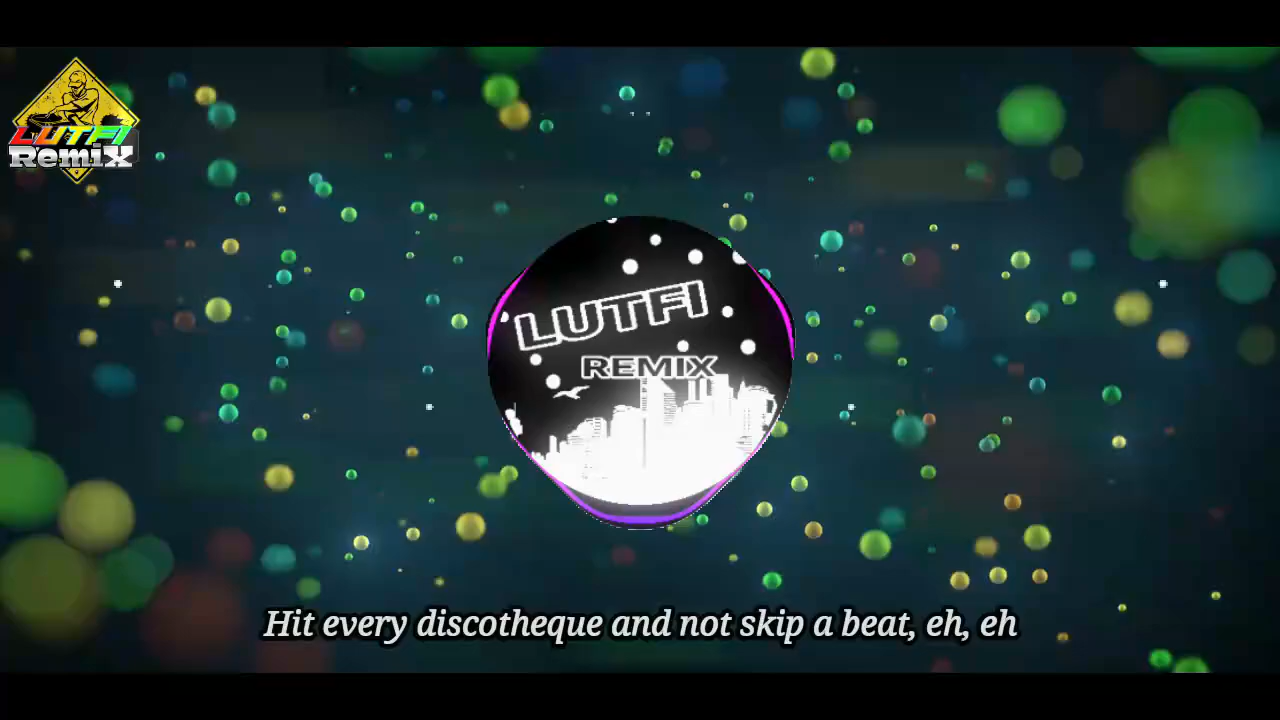 LUTFI
RemiX
LUTFI
REMIX
Hit every discotheque and not skip a beat, eh, eh